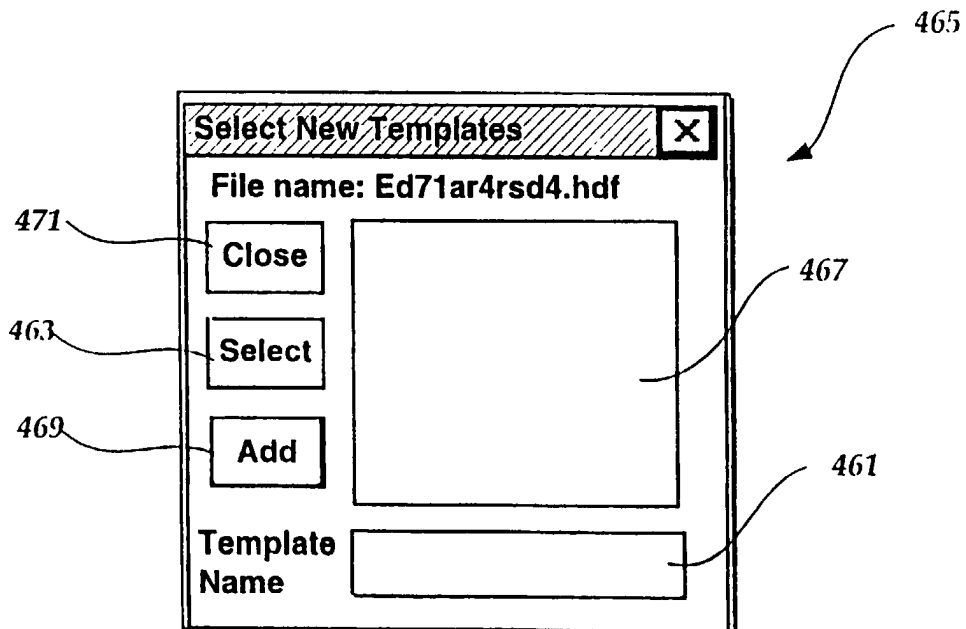 465
Select New Templates X
File name: Ed71ar4rsd4.hdf
471
Close
467
463
Select
469
Add
461
Template
Name